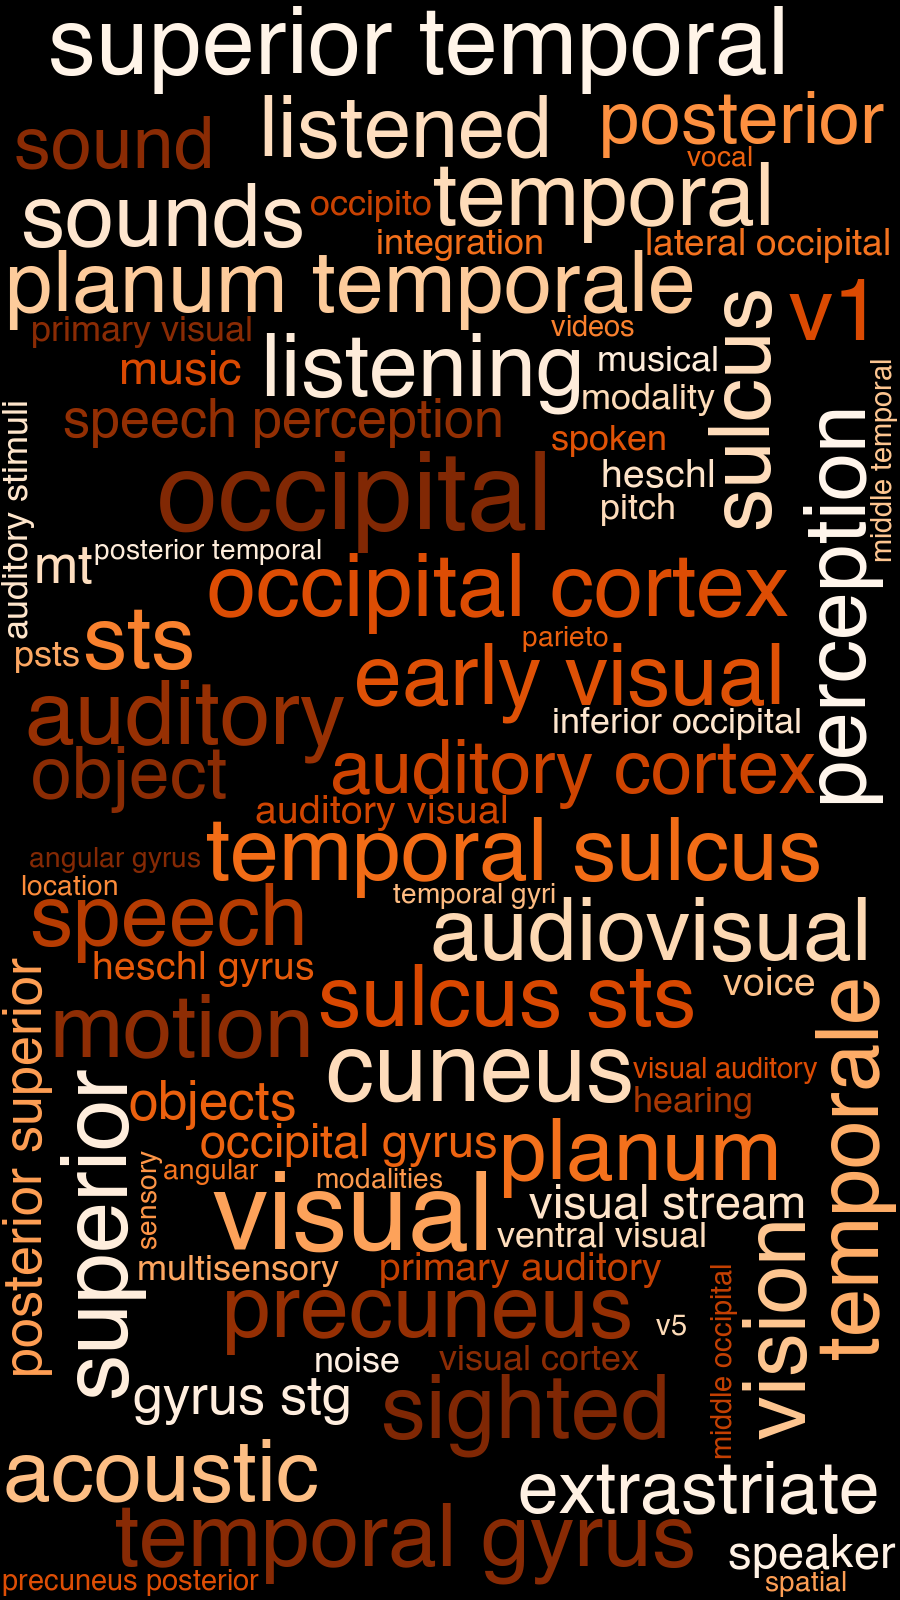 superior temporal
listened
posterior
sound
vocal
temporal
sounds
occipito
integration
lateral occipital
planum temporale
v1
sulcus
primary visual
videos
music
listening
musical
modality
middle temporal
auditory stimuli
speech perception
perception
spoken
occipital
heschl
pitch
mt
posterior temporal
occipital cortex
sts
psts
parieto
early visual
auditory
inferior occipital
object
auditory cortex
auditory visual
temporal sulcus
angular gyrus
location
temporal gyri
speech
audiovisual
heschl gyrus
posterior superior
sulcus sts
voice
temporale
motion
cuneus
visual auditory
superior
objects
hearing
occipital gyrus
planum
sensory
angular
modalities
visual
visual stream
ventral visual
vision
multisensory
primary auditory
middle occipital
precuneus
v5
noise
visual cortex
gyrus stg
sighted
acoustic
extrastriate
temporal gyrus
speaker
precuneus posterior
spatial